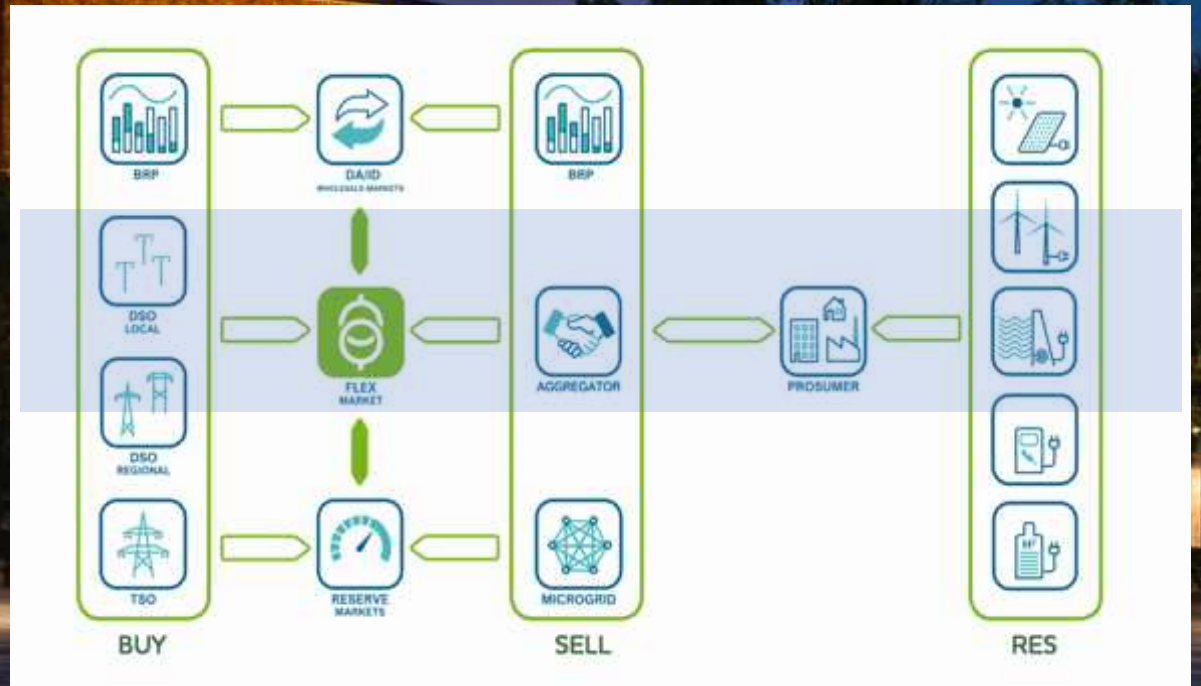 BRP
DA/ID
WHOLESALE MARKETS
BRP
DSO
LOCAL
FLEX
MARKET
AGGREGATOR
PROSUMER
DSO
REGIONAL
H²
TSO
RESERVE
MARKETS
MICROGRID
BUY
SELL
RES